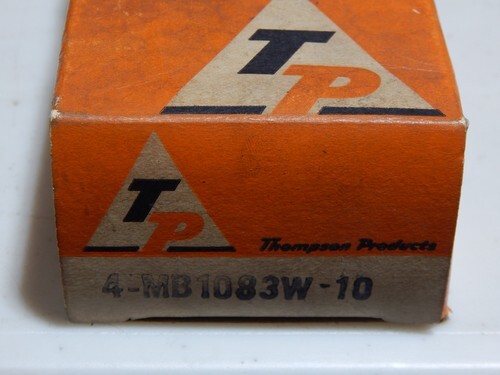 TP
TP
Thompson Products
4-MB1083W-10